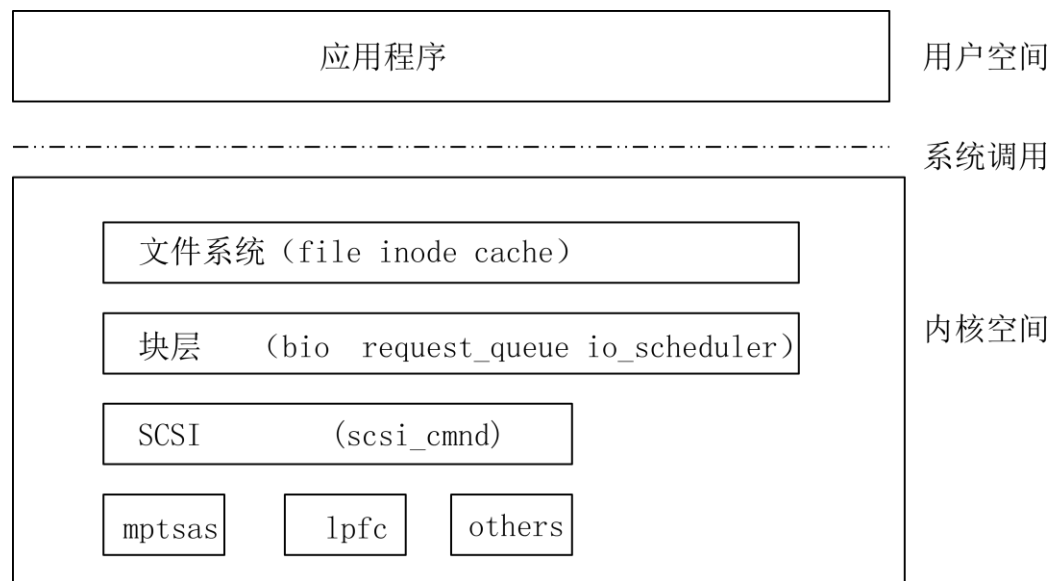 应用程序
用户空间
系统调用
文件系统（file inode cache）
块层 （bio request_queue io_scheduler）
内核空间
SCSI (scsi_cmnd)
mptsas lpfc others